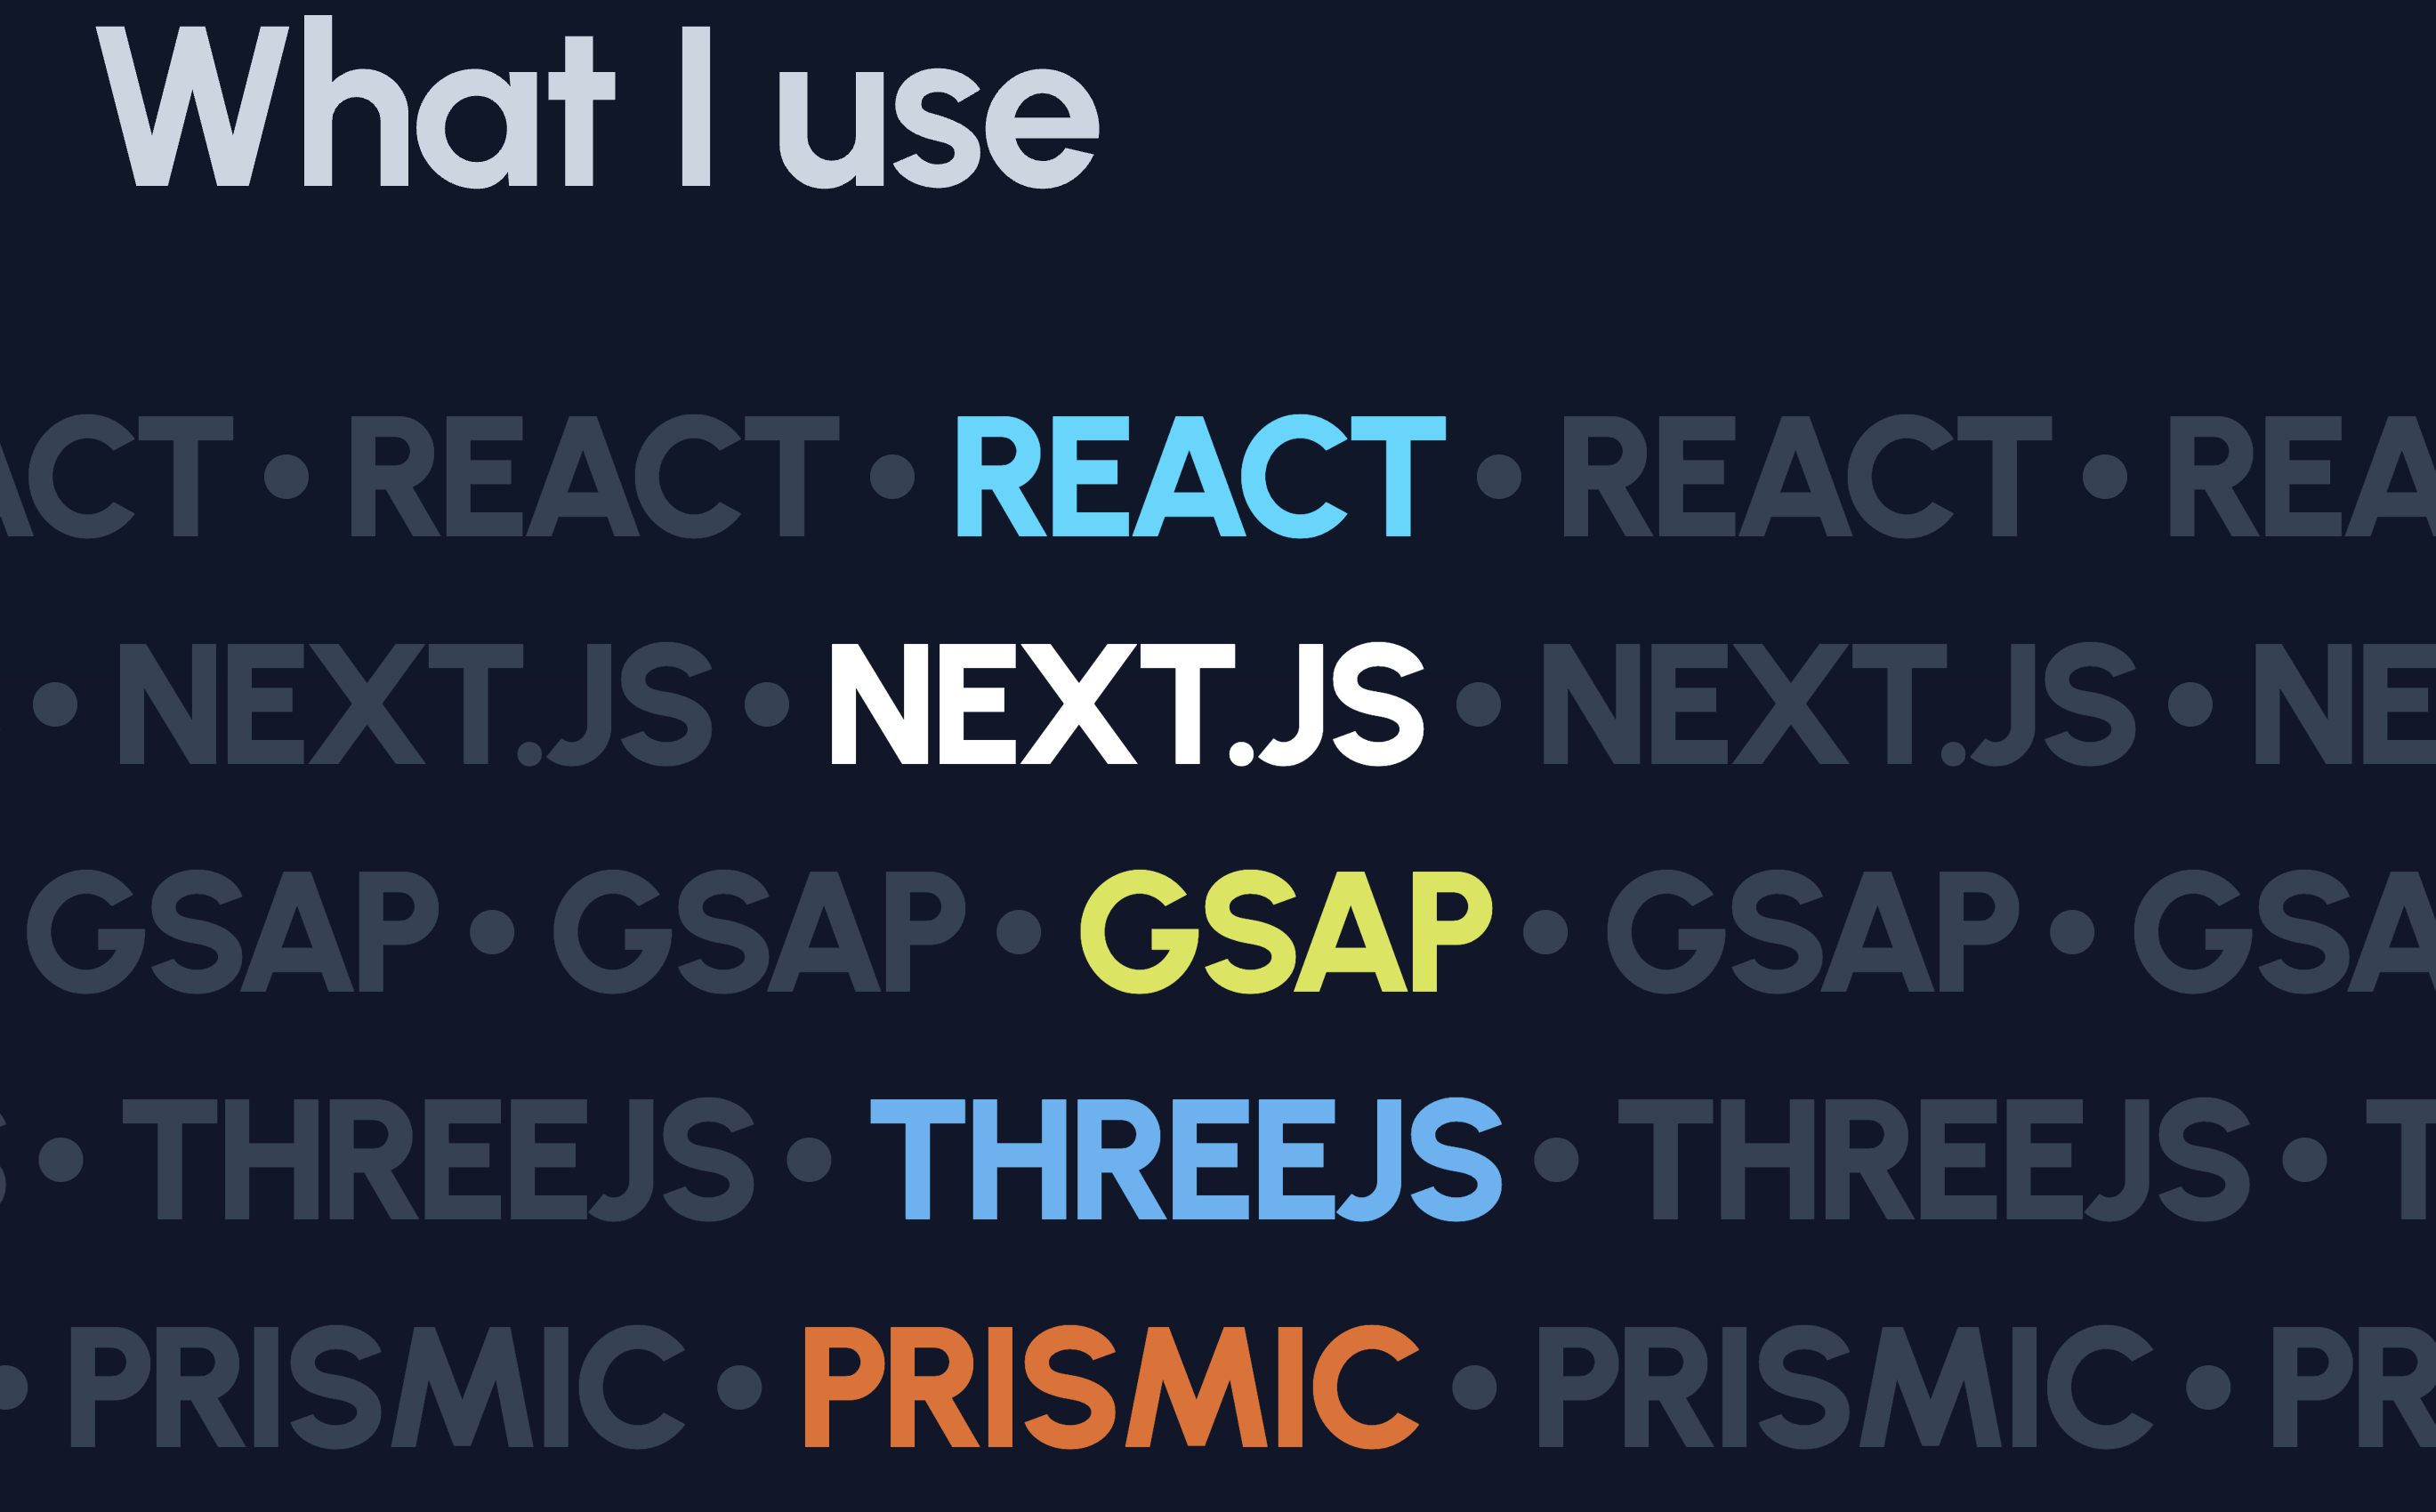 What I use
ACT • REACT • REACT • REACT • REA
• NEXT.JS • NEXT.JS • NEXT.JS • NE
GSAP • GSAP • GSAP • GSAP • GSA
S • THREEJS • THREEJS • THREEJS • T
• PRISMIC • PRISMIC • PRISMIC • PR